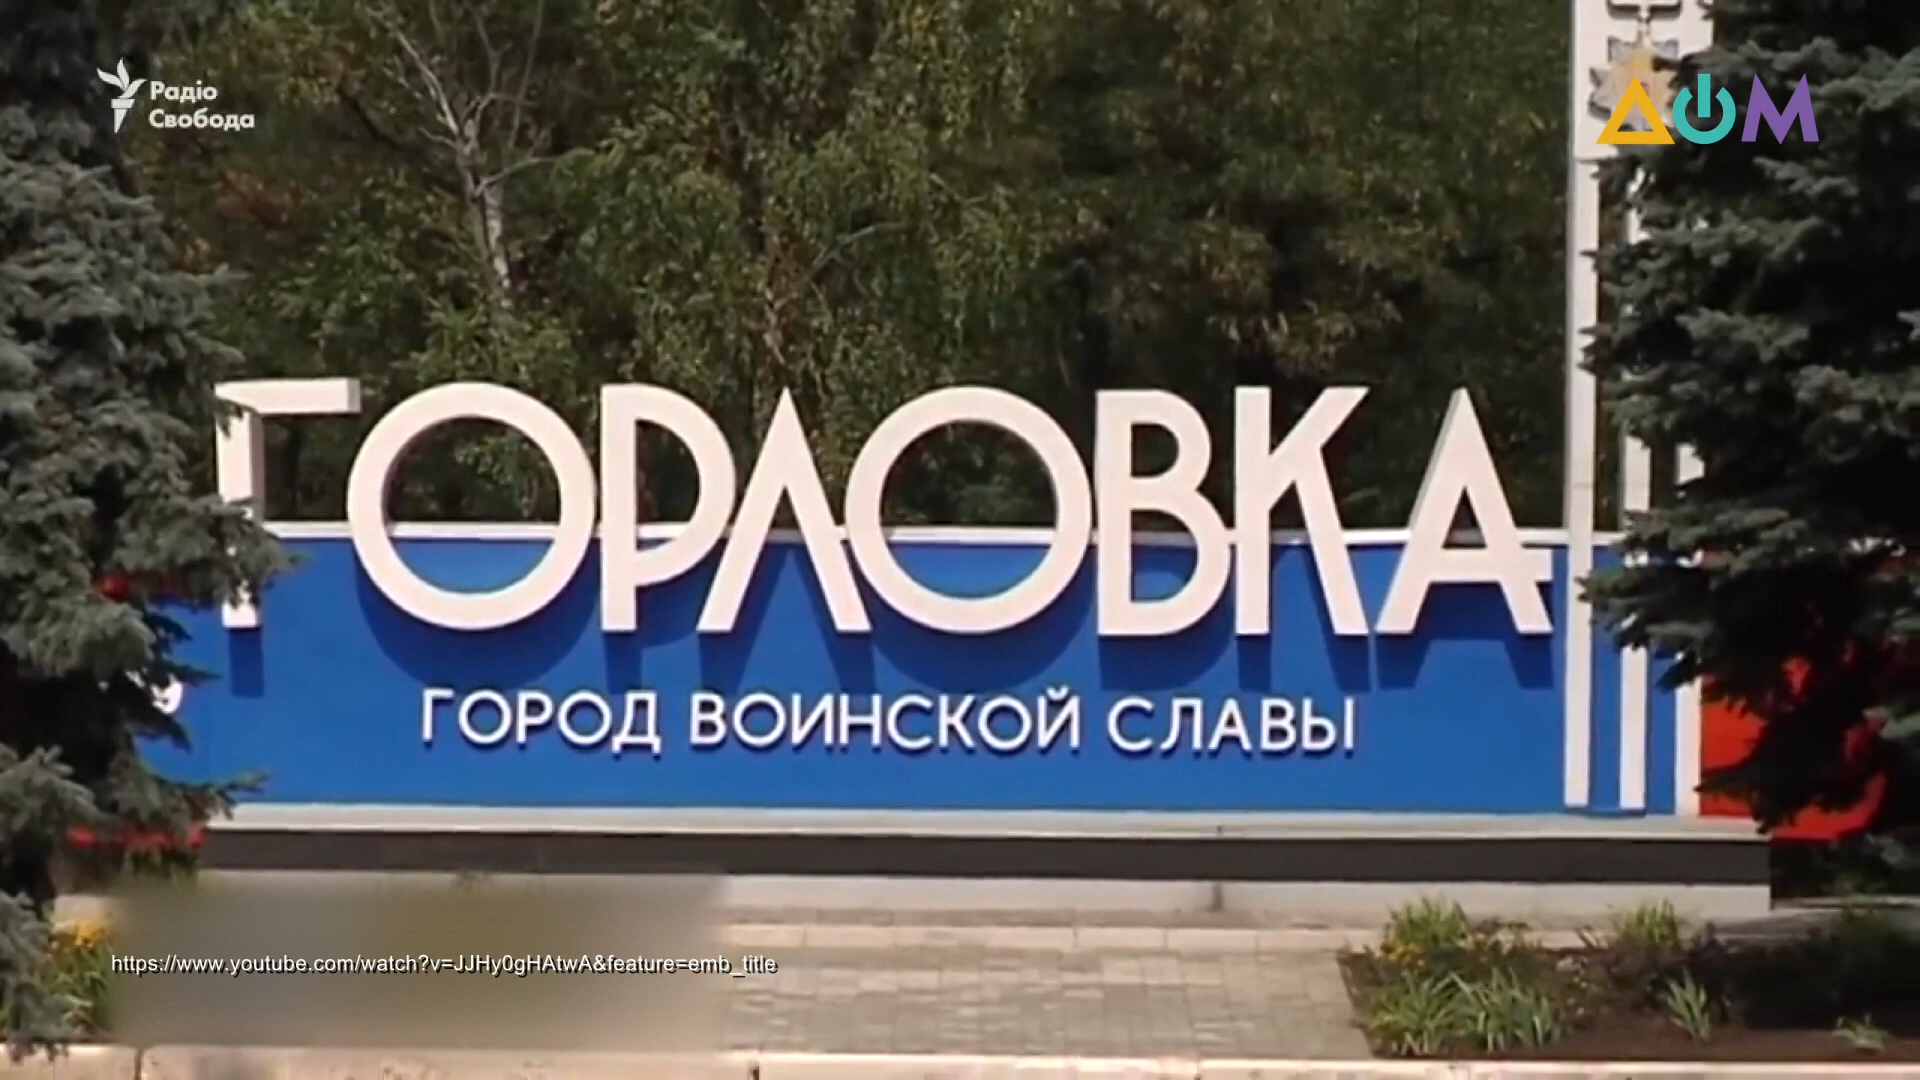 Радіо
Свобода
ДОМ
ГОРЛОВКА
ГОРОД ВОИНСКОЙ СЛАВЫ
https://www.youtube.com/watch?v=JJHy0gHAtwA&feature=emb_title